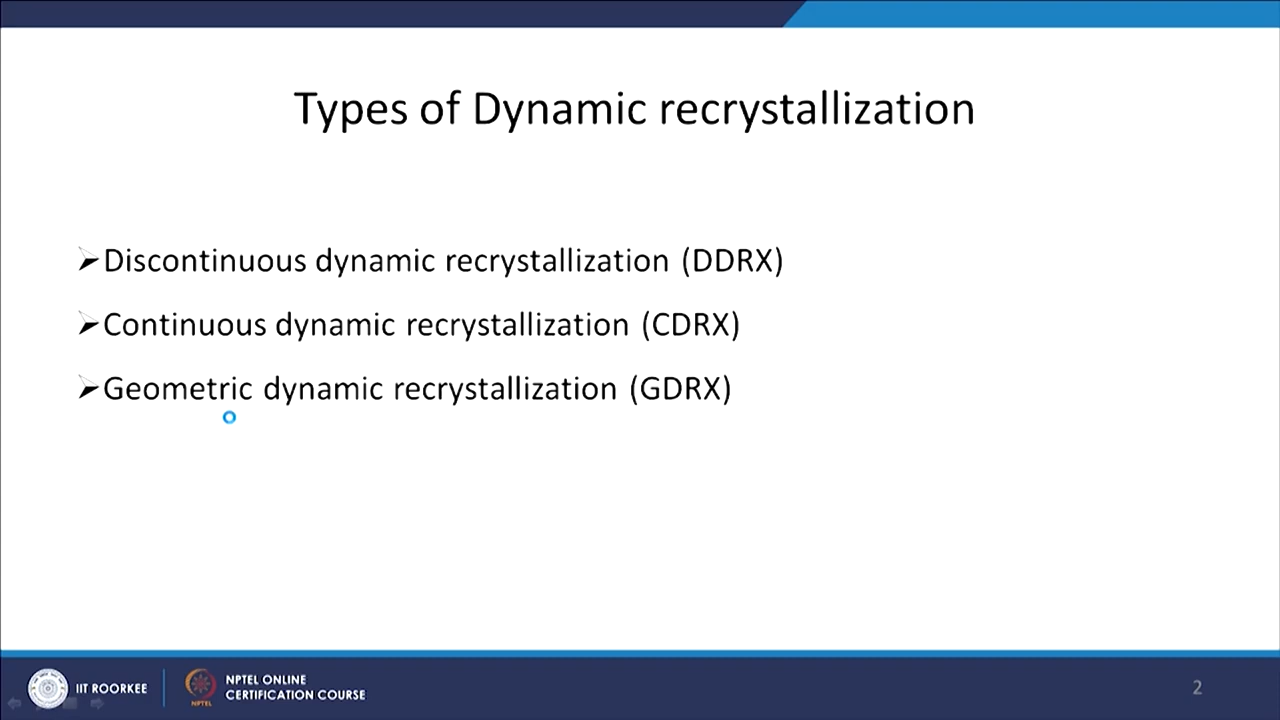 Types of Dynamic recrystallization
Discontinuous dynamic recrystallization (DDRX)
Continuous dynamic recrystallization (CDRX)
Geometric dynamic recrystallization (GDRX)
IIT ROORKEE
NPTEL
NPTEL ONLINE
CERTIFICATION COURSE
2